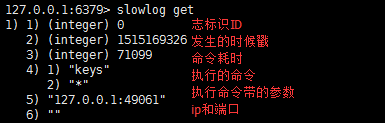 127.0.0.1:6379> slowlog get
1) 1) (integer) 0 志标识ID
2) (integer) 1515169326 发生的时候戳
3) (integer) 71099 命令耗时
4) 1) "keys" 执行的命令
2) "*" 执行命令带的参数
5) "127.0.0.1:49061" ip和端口
6) ""